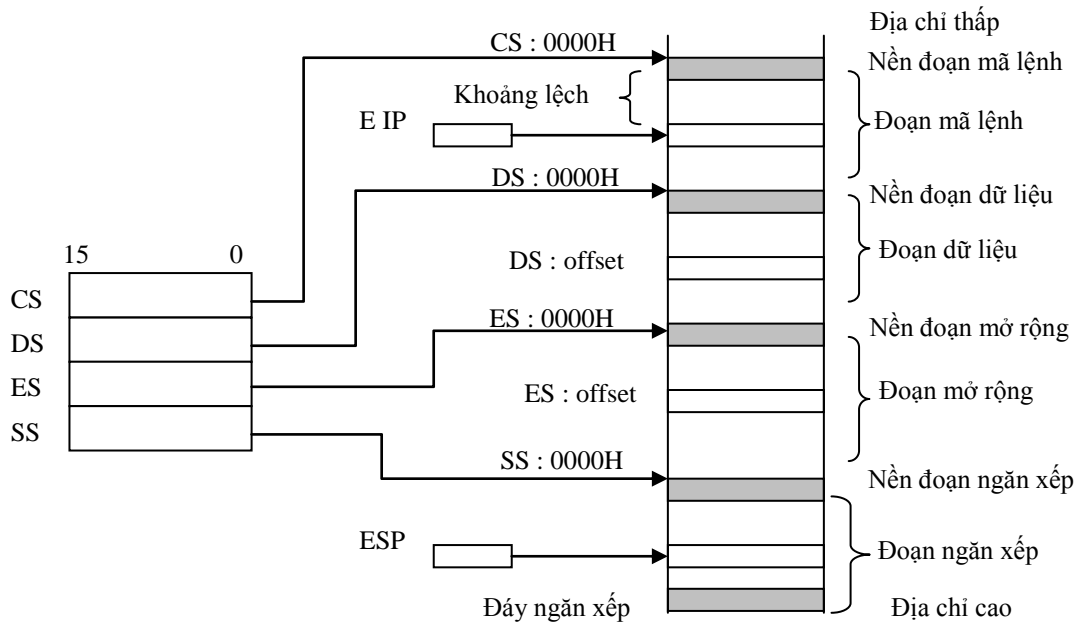 Địa chỉ thấp
CS : 0000H
Nền đoạn mã lệnh
Khoảng lệch
E IP
Đoạn mã lệnh
DS : 0000H
Nền đoạn dữ liệu
15 0
DS : offset
Đoạn dữ liệu
CS
ES : 0000H
Nền đoạn mở rộng
DS
ES
ES : offset
Đoạn mở rộng
SS
SS : 0000H
Nền đoạn ngăn xếp
ESP
Đoạn ngăn xếp
Đáy ngăn xếp
Địa chỉ cao